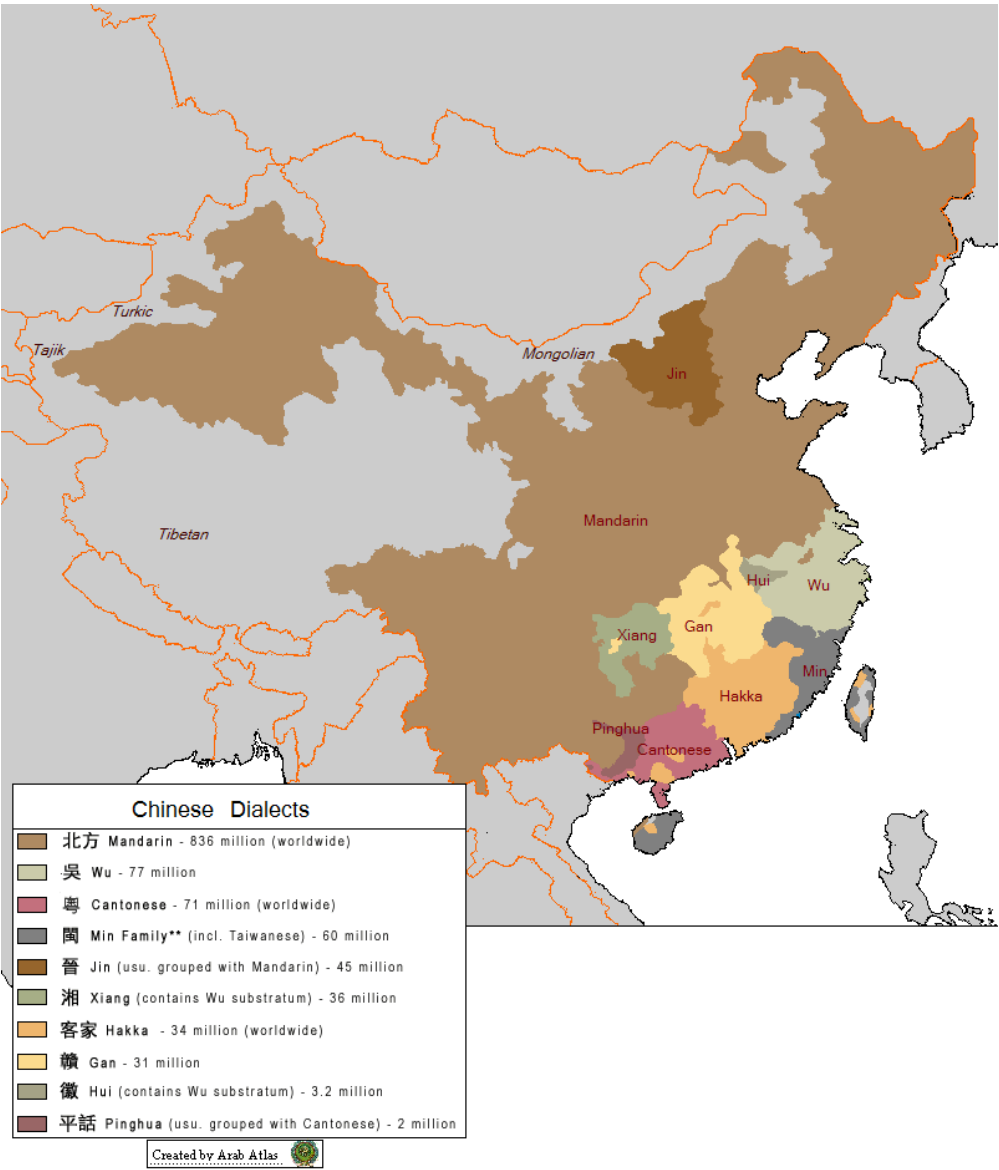 Turkic
Tajik
Mongolian
Jin
Mandarin
Tibetan
Hui
Wu
Gan
Xiang
Min
Hakka
Pinghua
Cantonese
Chinese Dialects
北方 Mandarin - 836 million (worldwide)
吳 Wu - 77 million
粵 Cantonese - 71 million (worldwide)
閩 Min Family** (incl. Taiwanese) - 60 million
晉 Jin (usu. grouped with Mandarin) - 45 million
湘 Xiang (contains Wu substratum) - 36 million
客家 Hakka - 34 million (worldwide)
贛 Gan - 31 million
徽 Hui (contains Wu substratum) - 3.2 million
平話 Pinghua (usu. grouped with Cantonese) - 2 million
Created by Arab Atlas